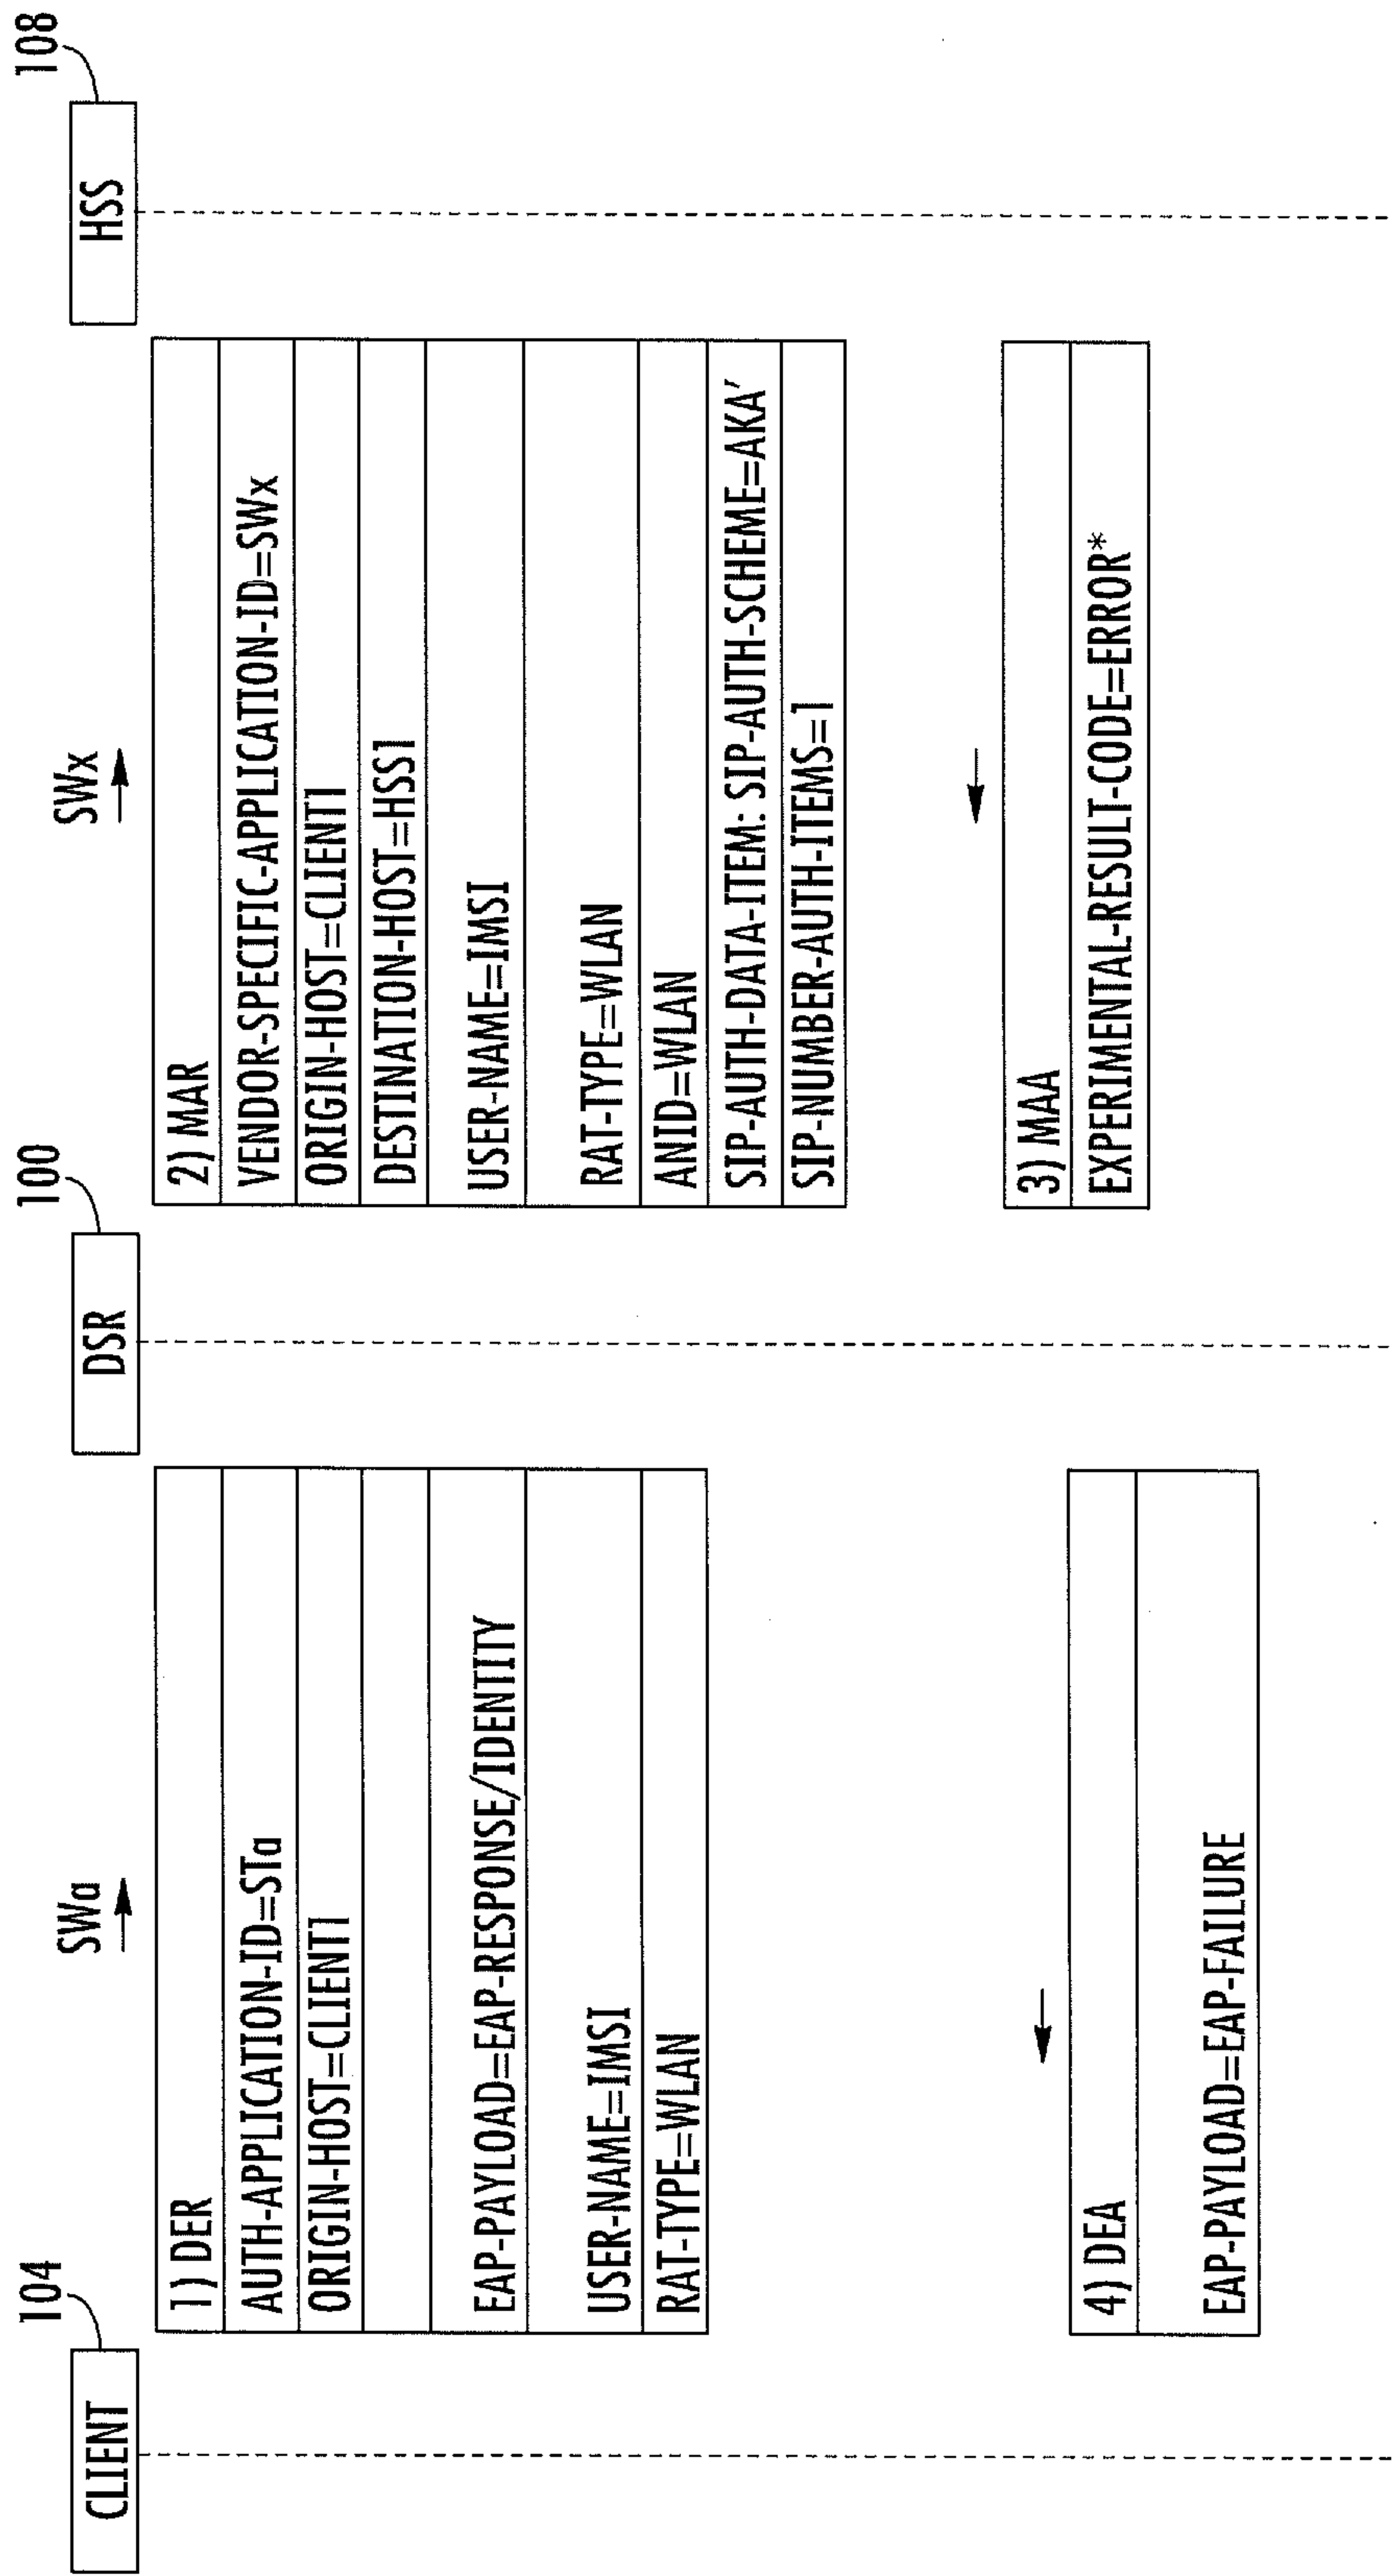 104
CLIENT
SWa
1) DER
AUTH-APPLICATION-ID=STa
ORIGIN-HOST=CLIENT1
EAP-PAYLOAD=EAP-RESPONSE/IDENTITY
USER-NAME=IMSI
RAT-TYPE=WLAN
4) DEA
EAP-PAYLOAD=EAP-FAILURE
100
DSR
SWx
2) MAR
VENDOR-SPECIFIC-APPLICATION-ID=SWx
ORIGIN-HOST=CLIENT1
DESTINATION-HOST=HSS1
USER-NAME=IMSI
RAT-TYPE=WLAN
ANID=WLAN
SIP-AUTH-DATA-ITEM: SIP-AUTH-SCHEME=AKA'
SIP-NUMBER-AUTH-ITEMS=1
3) MAA
EXPERIMENTAL-RESULT-CODE=ERROR*
108
HSS